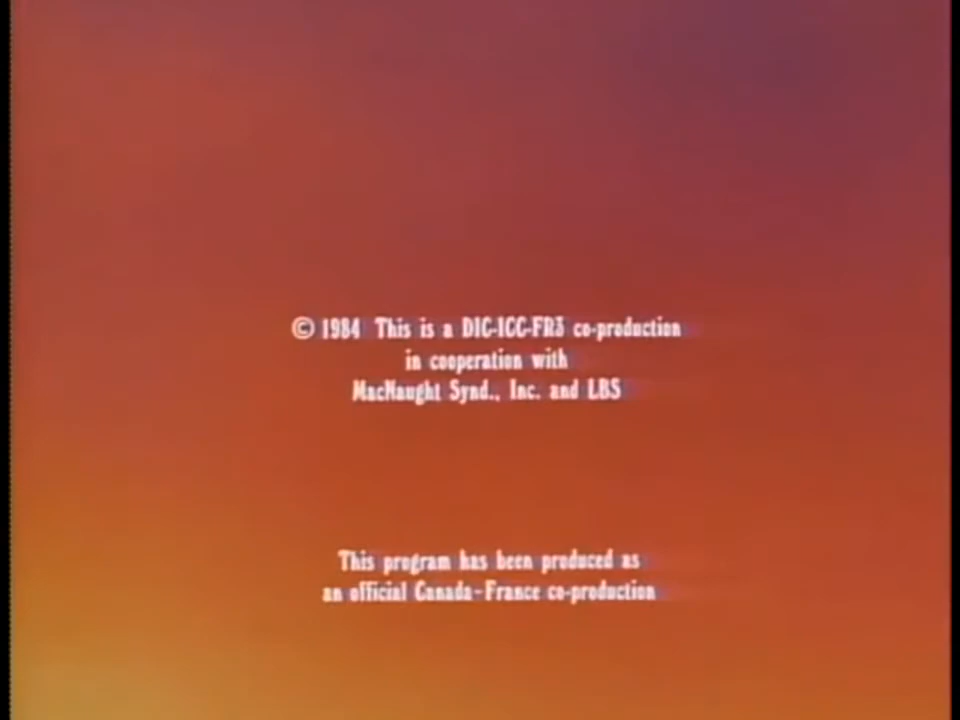 © 1984 This is a DIC-ICC-FR3 co-production
in cooperation with
MacNaught Synd., Inc. and LBS
This program has been produced as
an official Canada-France co-production